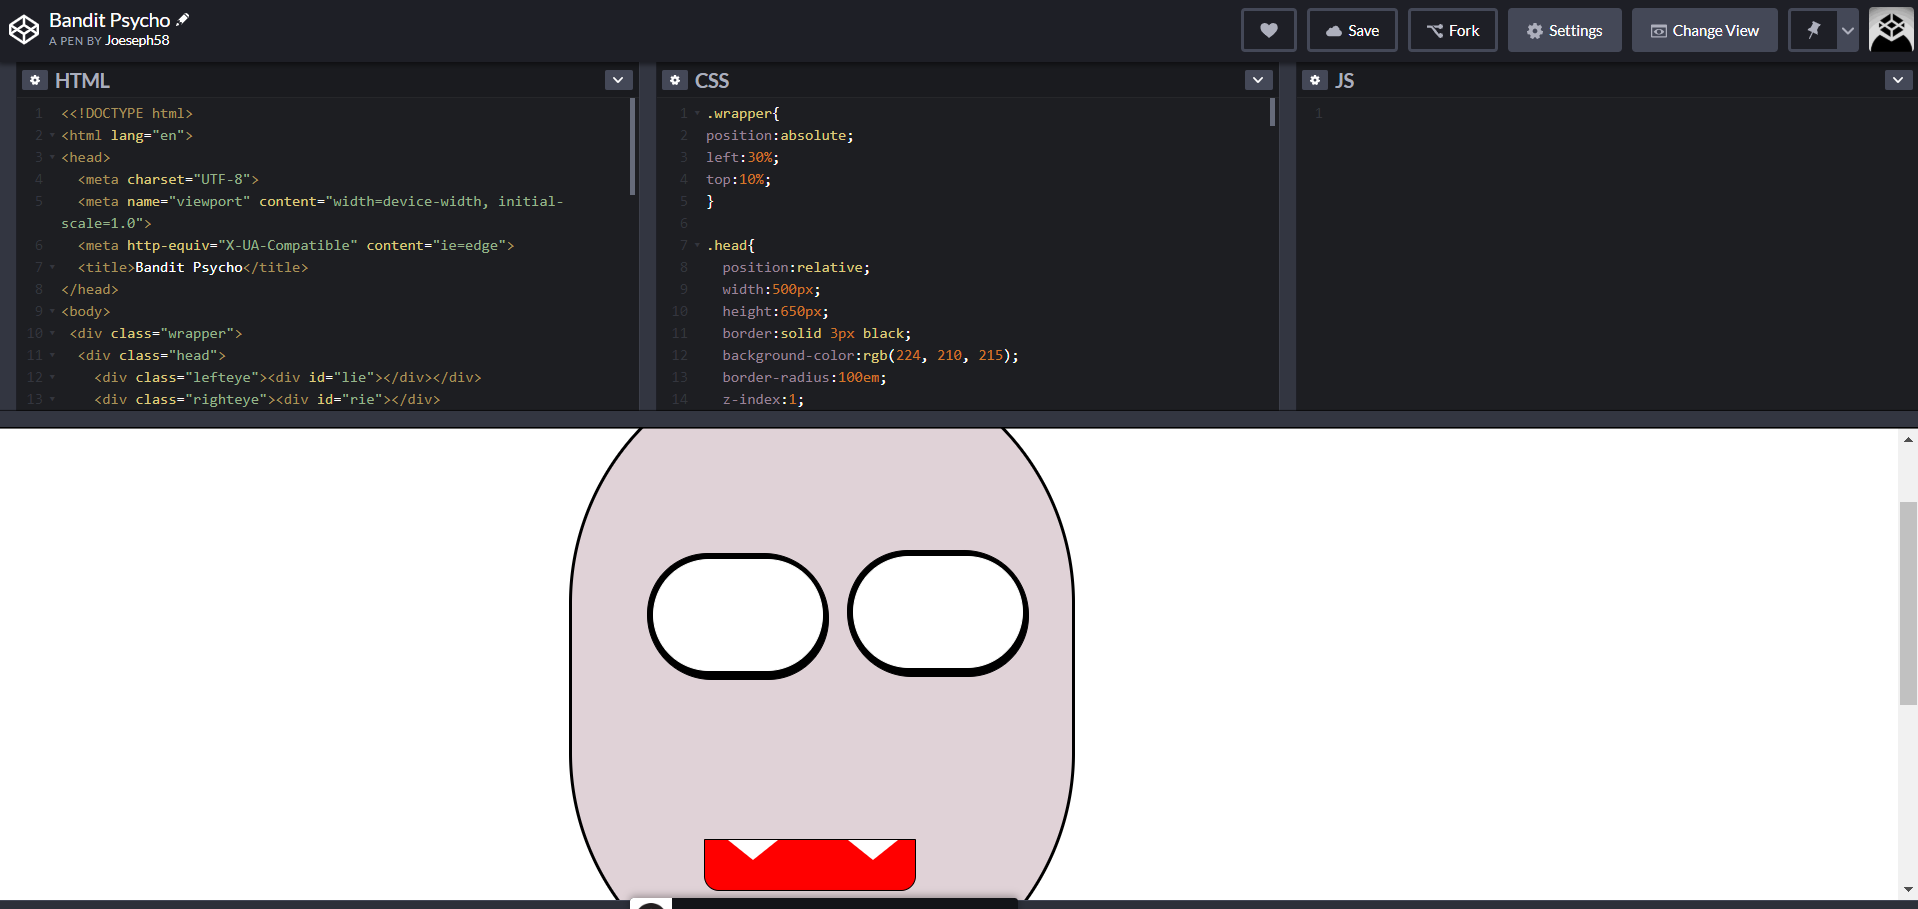 Bandit Psycho
A PEN BY Joeseph58
Save
Fork
Settings
Change View
HTML
1 <<!DOCTYPE html>
2 <html lang="en">
3 <head>
4 <meta charset="UTF-8">
5 <meta name="viewport" content="width=device-width, initial-
scale=1.0">
6 <meta http-equiv="X-UA-Compatible" content="ie=edge">
7 <title>Bandit Psycho</title>
8 </head>
9 <body>
10 <div class="wrapper">
11 <div class="head">
12 <div class="lefteye"><div id="lie"></div></div>
13 <div class="righteye"><div id="rie"></div>
CSS
1 .wrapper{
2 position:absolute;
3 left:30%;
4 top:10%;
5 }
6
7 .head{
8 position:relative;
9 width:500px;
10 height:650px;
11 border:solid 3px black;
12 background-color:rgb(224, 210, 215);
13 border-radius:100em;
14 z-index:1;
JS
1